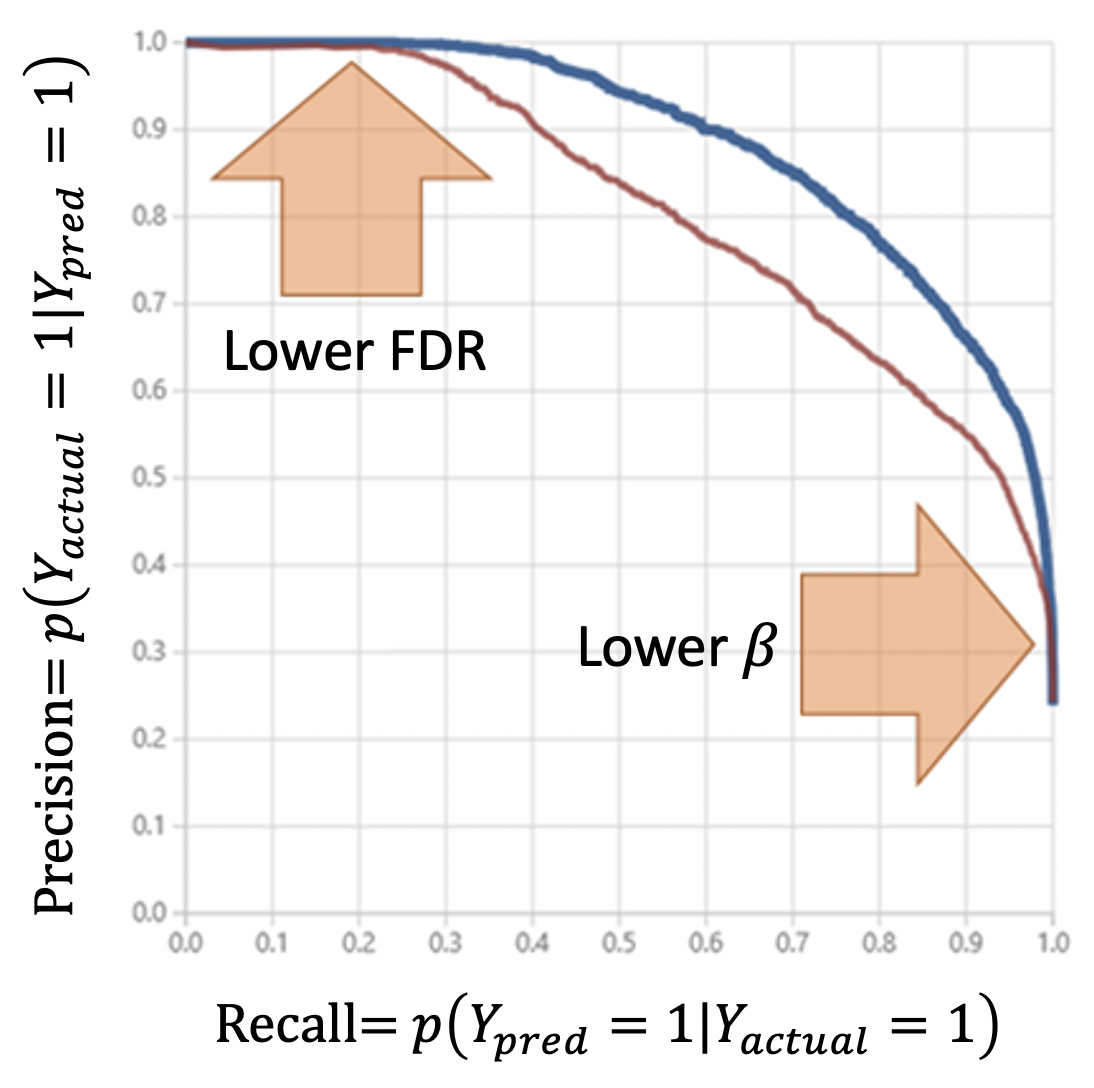 Precision= p(Y_actual = 1|Y_pred = 1)
1.0
0.9
0.8
0.7
0.6
0.5
0.4
0.3
0.2
0.1
0.0
Lower FDR
Lower β
0.0 0.1 0.2 0.3 0.4 0.5 0.6 0.7 0.8 0.9 1.0
Recall= p(Y_pred = 1|Y_actual = 1)